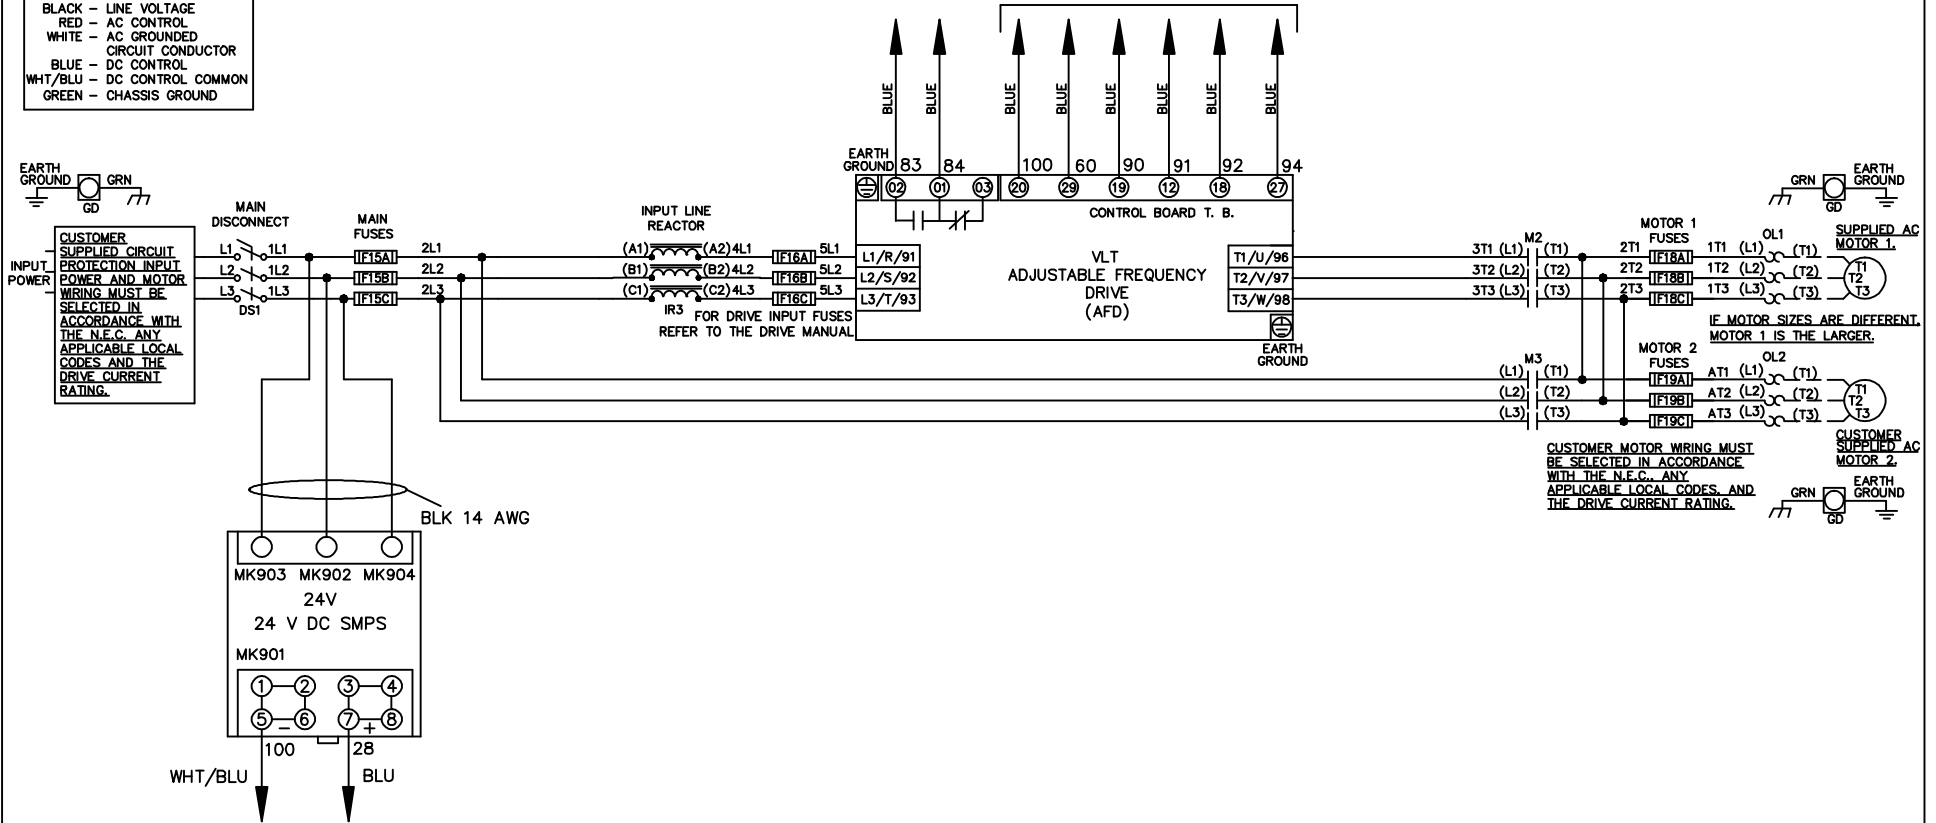 BLACK – LINE VOLTAGE
RED – AC CONTROL
WHITE – AC GROUNDED
CIRCUIT CONDUCTOR
BLUE – DC CONTROL
WHT/BLU – DC CONTROL COMMON
GREEN – CHASSIS GROUND
BLUE
BLUE
BLUE
BLUE
BLUE
BLUE
BLUE
BLUE
EARTH
GROUND
GRN
GD
MAIN
DISCONNECT
L1
L2
L3
1L1
1L2
1L3
DS1
INPUT
POWER
CUSTOMER
SUPPLIED CIRCUIT
PROTECTION INPUT
POWER AND MOTOR
WIRING MUST BE
SELECTED IN
ACCORDANCE WITH
THE N.E.C. ANY
APPLICABLE LOCAL
CODES AND THE
DRIVE CURRENT
RATING.
MAIN
FUSES
F15A
F15B
F15C
2L1
2L2
2L3
INPUT LINE
REACTOR
(A1) (A2) 4L1
(B1) (B2) 4L2
(C1) (C2) 4L3
IR3
F16A 5L1
F16B 5L2
F16C 5L3
FOR DRIVE INPUT FUSES
REFER TO THE DRIVE MANUAL
EARTH
GROUND
83 84 100 60 90 91 92 94
02 01 03 20 29 19 12 18 27
CONTROL BOARD T. B.
L1/R/91
L2/S/92
L3/T/93
VLT
ADJUSTABLE FREQUENCY
DRIVE
(AFD)
T1/U/96
T2/V/97
T3/W/98
EARTH
GROUND
M2
3T1 (L1) (T1)
3T2 (L2) (T2)
3T3 (L3) (T3)
MOTOR 1
FUSES
2T1 F18A 1T1 (L1)
2T2 F18B 1T2 (L2)
2T3 F18C 1T3 (L3)
OL1
(T1)
(T2)
(T3)
GRN
GD
EARTH
GROUND
SUPPLIED AC
MOTOR 1.
T1
T2
T3
IF MOTOR SIZES ARE DIFFERENT,
MOTOR 1 IS THE LARGER.
M3
(L1) (T1)
(L2) (T2)
(L3) (T3)
MOTOR 2
FUSES
F19A AT1 (L1)
F19B AT2 (L2)
F19C AT3 (L3)
OL2
(T1)
(T2)
(T3)
T1
T2
T3
CUSTOMER
SUPPLIED AC
MOTOR 2.
CUSTOMER MOTOR WIRING MUST
BE SELECTED IN ACCORDANCE
WITH THE N.E.C., ANY
APPLICABLE LOCAL CODES, AND
THE DRIVE CURRENT RATING.
GRN
GD
EARTH
GROUND
BLK 14 AWG
MK903 MK902 MK904
24V
24 V DC SMPS
MK901
1 2 3 4
5 – 6 7 + 8
100 28
WHT/BLU BLU